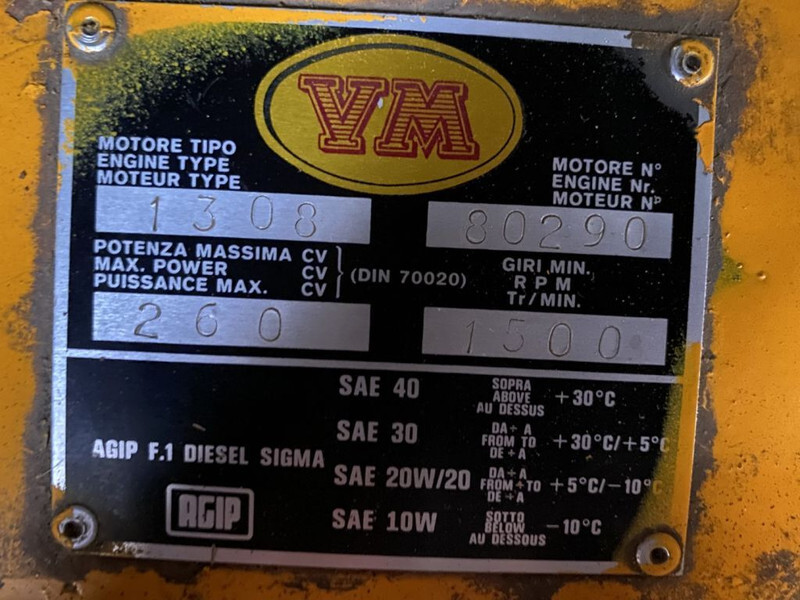 VM
MOTORE TIPO
ENGINE TYPE
MOTEUR TYPE
1308
MOTORE N°
ENGINE Nr.
MOTEUR N°
80290
POTENZA MASSIMA CV
MAX. POWER CV
PUISSANCE MAX. CV
(DIN 70020)
260
GIRI MIN.
R P M
Tr/MIN.
1500
AGIP F.1 DIESEL SIGMA
AGIP
SAE 40 SOPRA ABOVE AU DESSUS +30°C
SAE 30 DA÷A FROM TO DE÷A +30°C/+5°C
SAE 20W/20 DA÷A FROM÷TO DE÷A +5°C/-10°C
SAE 10W SOTTO BELOW AU DESSOUS -10°C